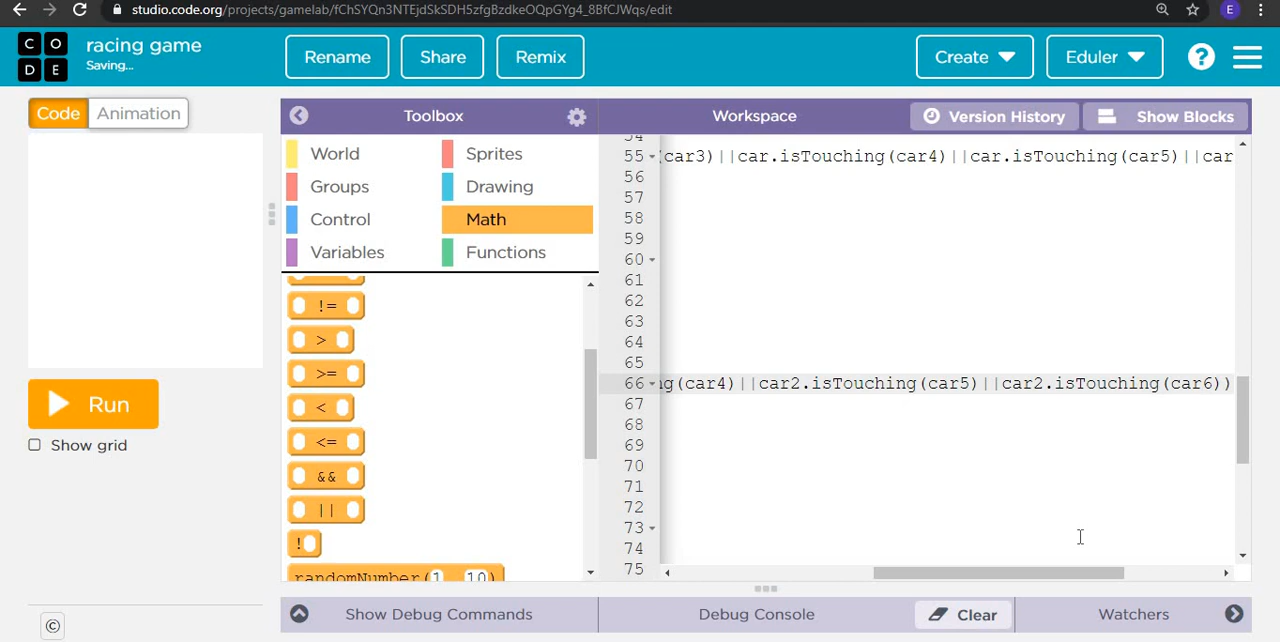 studio.code.org/projects/gamelab/fChSYQn3NTEjdSkSDH5zfgBzdkeOQpGYg4_8BfCJWqs/edit
E
C O
D E
racing game
Saving...
Rename
Share
Remix
Create
Eduler
?
Code
Animation
Toolbox
Workspace
Version History
Show Blocks
World
Sprites
Groups
Drawing
Control
Math
Variables
Functions
!=
>
>=
<
<=
&&
||
!
randomNumber(1 10)
54
55 (car3)||car.isTouching(car4)||car.isTouching(car5)||car
56
57
58
59
60
61
62
63
64
65
66 ng(car4)||car2.isTouching(car5)||car2.isTouching(car6))
67
68
69
70
71
72
73
74
75
Run
Show grid
©
Show Debug Commands
Debug Console
Clear
Watchers